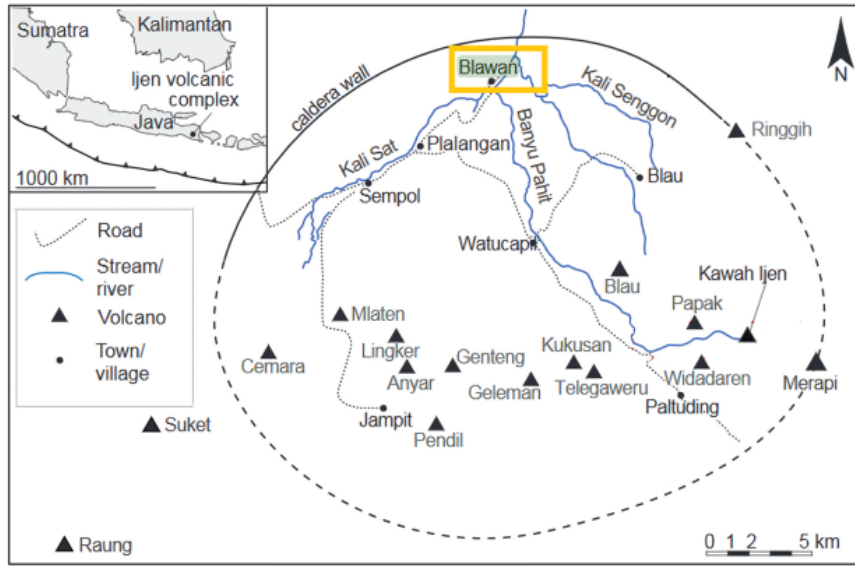 Sumatra
Kalimantan
Ijen volcanic
complex
Java
1000 km
Road
Stream/
river
Volcano
Town/
village
caldera wall
Blawan
N
Kali Senggon
Ringgih
Banyu Pahit
Kali Sat
Plalangan
Sempol
Blau
Watucapil
Blau
Kawah Ijen
Papak
Mlaten
Lingker
Cemara
Anyar
Genteng
Kukusan
Geleman
Telegaweru
Widadaren
Merapi
Paltuding
Jampit
Pendil
Suket
Raung
0 1 2 5 km